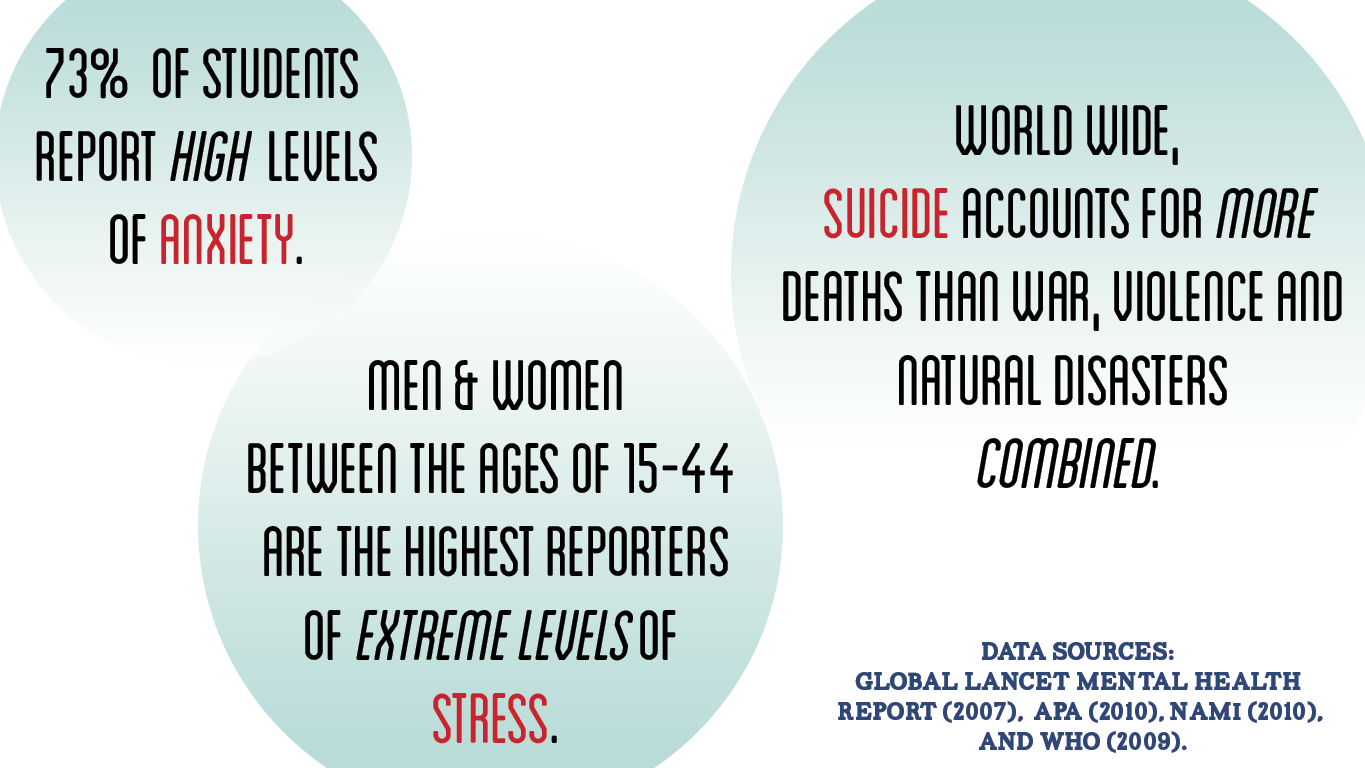 73% OF STUDENTS
REPORT HIGH LEVELS
OF ANXIETY.
MEN & WOMEN
BETWEEN THE AGES OF 15-44
ARE THE HIGHEST REPORTERS
OF EXTREME LEVELS OF
STRESS.
WORLD WIDE,
SUICIDE ACCOUNTS FOR MORE
DEATHS THAN WAR, VIOLENCE AND
NATURAL DISASTERS
COMBINED.
DATA SOURCES:
GLOBAL LANCET MENTAL HEALTH
REPORT (2007), APA (2010), NAMI (2010),
AND WHO (2009).